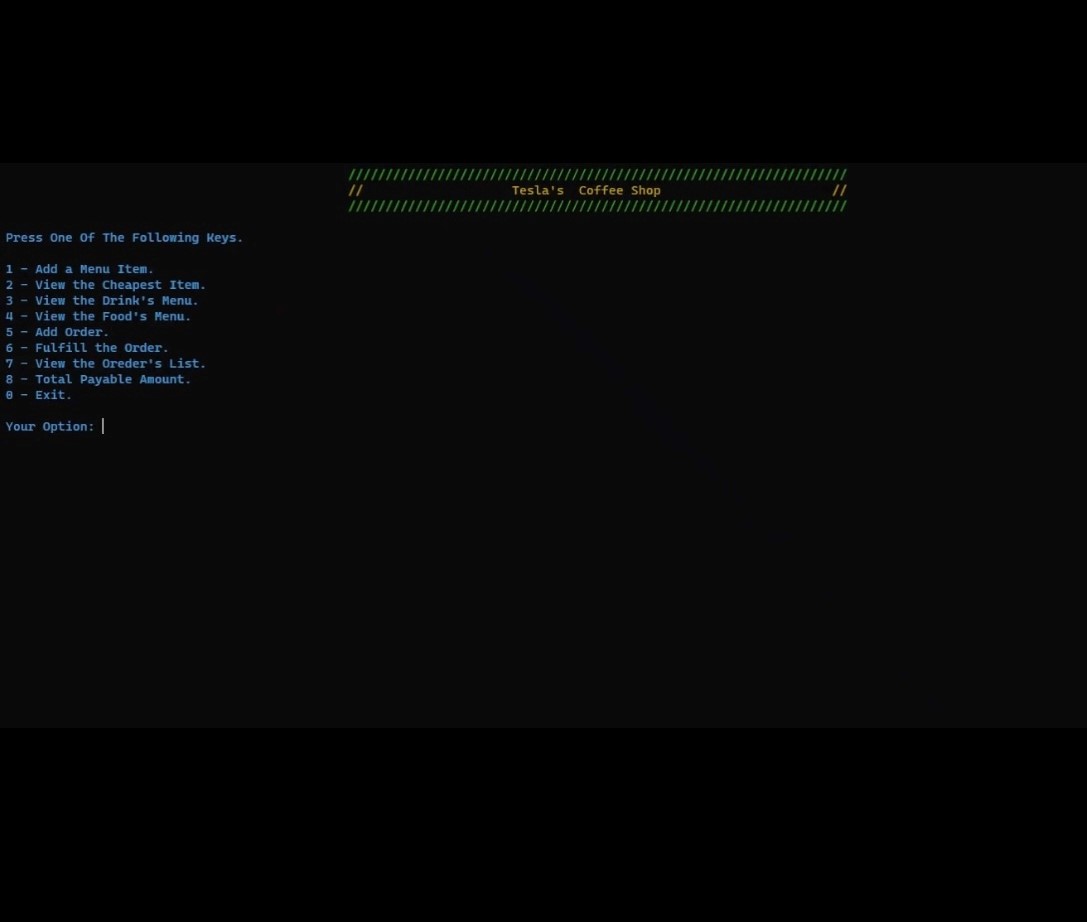 ////////////////////////////////////////////////////////////////////
// Tesla's  Coffee Shop //
////////////////////////////////////////////////////////////////////
Press One Of The Following Keys.
1 - Add a Menu Item.
2 - View the Cheapest Item.
3 - View the Drink's Menu.
4 - View the Food's Menu.
5 - Add Order.
6 - Fulfill the Order.
7 - View the Oreder's List.
8 - Total Payable Amount.
0 - Exit.
Your Option: